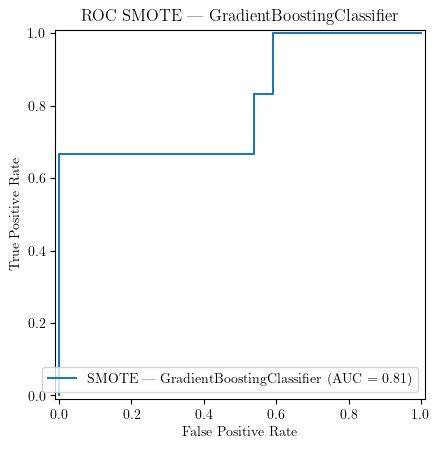 ROC SMOTE — GradientBoostingClassifier
1.0
0.8
0.6
0.4
0.2
0.0
True Positive Rate
SMOTE — GradientBoostingClassifier (AUC = 0.81)
0.0 0.2 0.4 0.6 0.8 1.0
False Positive Rate